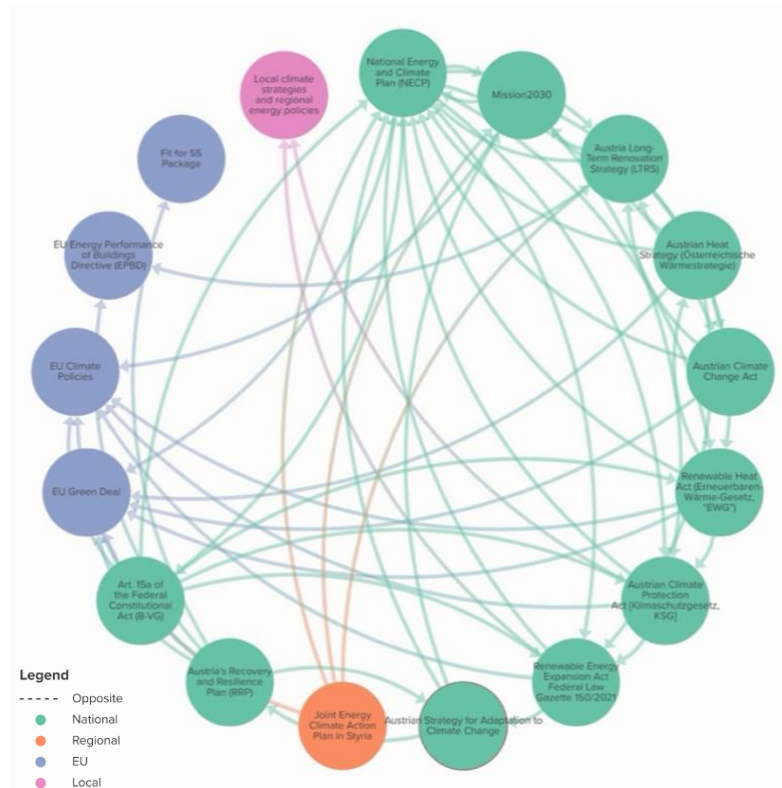 National Energy
and Climate
Plan (NECP)
Local climate
strategies
and regional
energy policies
Mission2030
Fit for 55
Package
Austria Long-
Term Renovation
Strategy (LTRS)
EU Energy Performance
of Buildings
Directive (EPBD)
Austrian Heat
Strategy (Österreichische
Wärmestrategie)
EU Climate
Policies
Austrian Climate
Change Act
EU Green Deal
Renewable Heat
Act (Erneuerbaren-
Wärme-Gesetz,
"EWG")
Art. 15a of
the Federal
Constitutional
Act (B-VG)
Austrian Climate
Protection
Act [Klimaschutzgesetz,
KSG]
Austria's Recovery
and Resilience
Plan (RRP)
Renewable Energy
Expansion Act
Federal Law
Gazette 150/2021
Joint Energy
Climate Action
Plan in Styria
Austrian Strategy for Adaptation to
Climate Change
Legend
Opposite
National
Regional
EU
Local